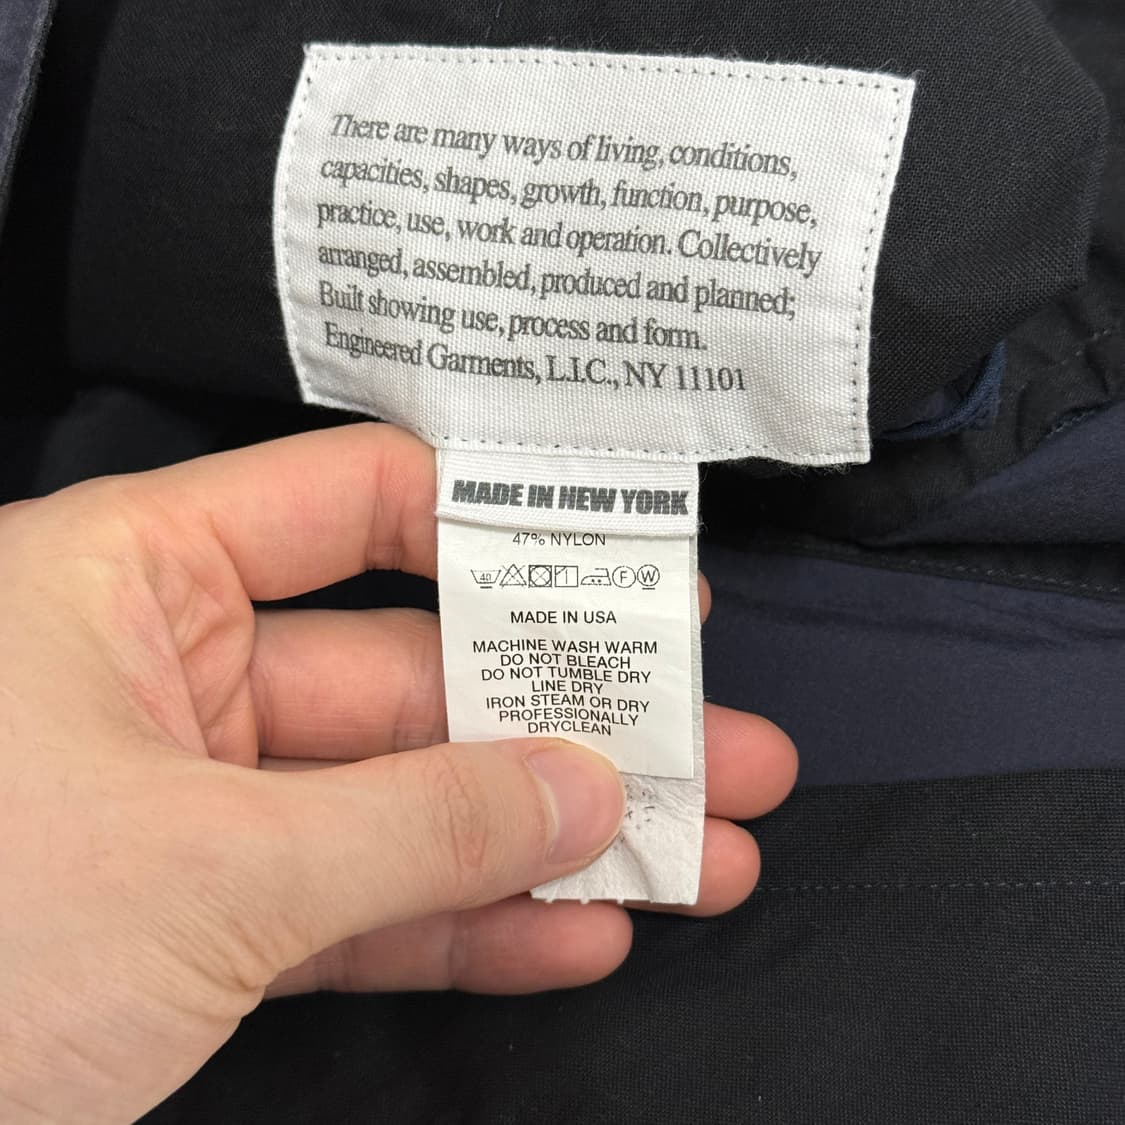 There are many ways of living, conditions,
capacities, shapes, growth, function, purpose,
practice, use, work and operation. Collectively
arranged, assembled, produced and planned;
Built showing use, process and form.
Engineered Garments, L.I.C., NY 11101
MADE IN NEW YORK
47% NYLON
40 F W
MADE IN USA
MACHINE WASH WARM
DO NOT BLEACH
DO NOT TUMBLE DRY
LINE DRY
IRON STEAM OR DRY
PROFESSIONALLY
DRYCLEAN